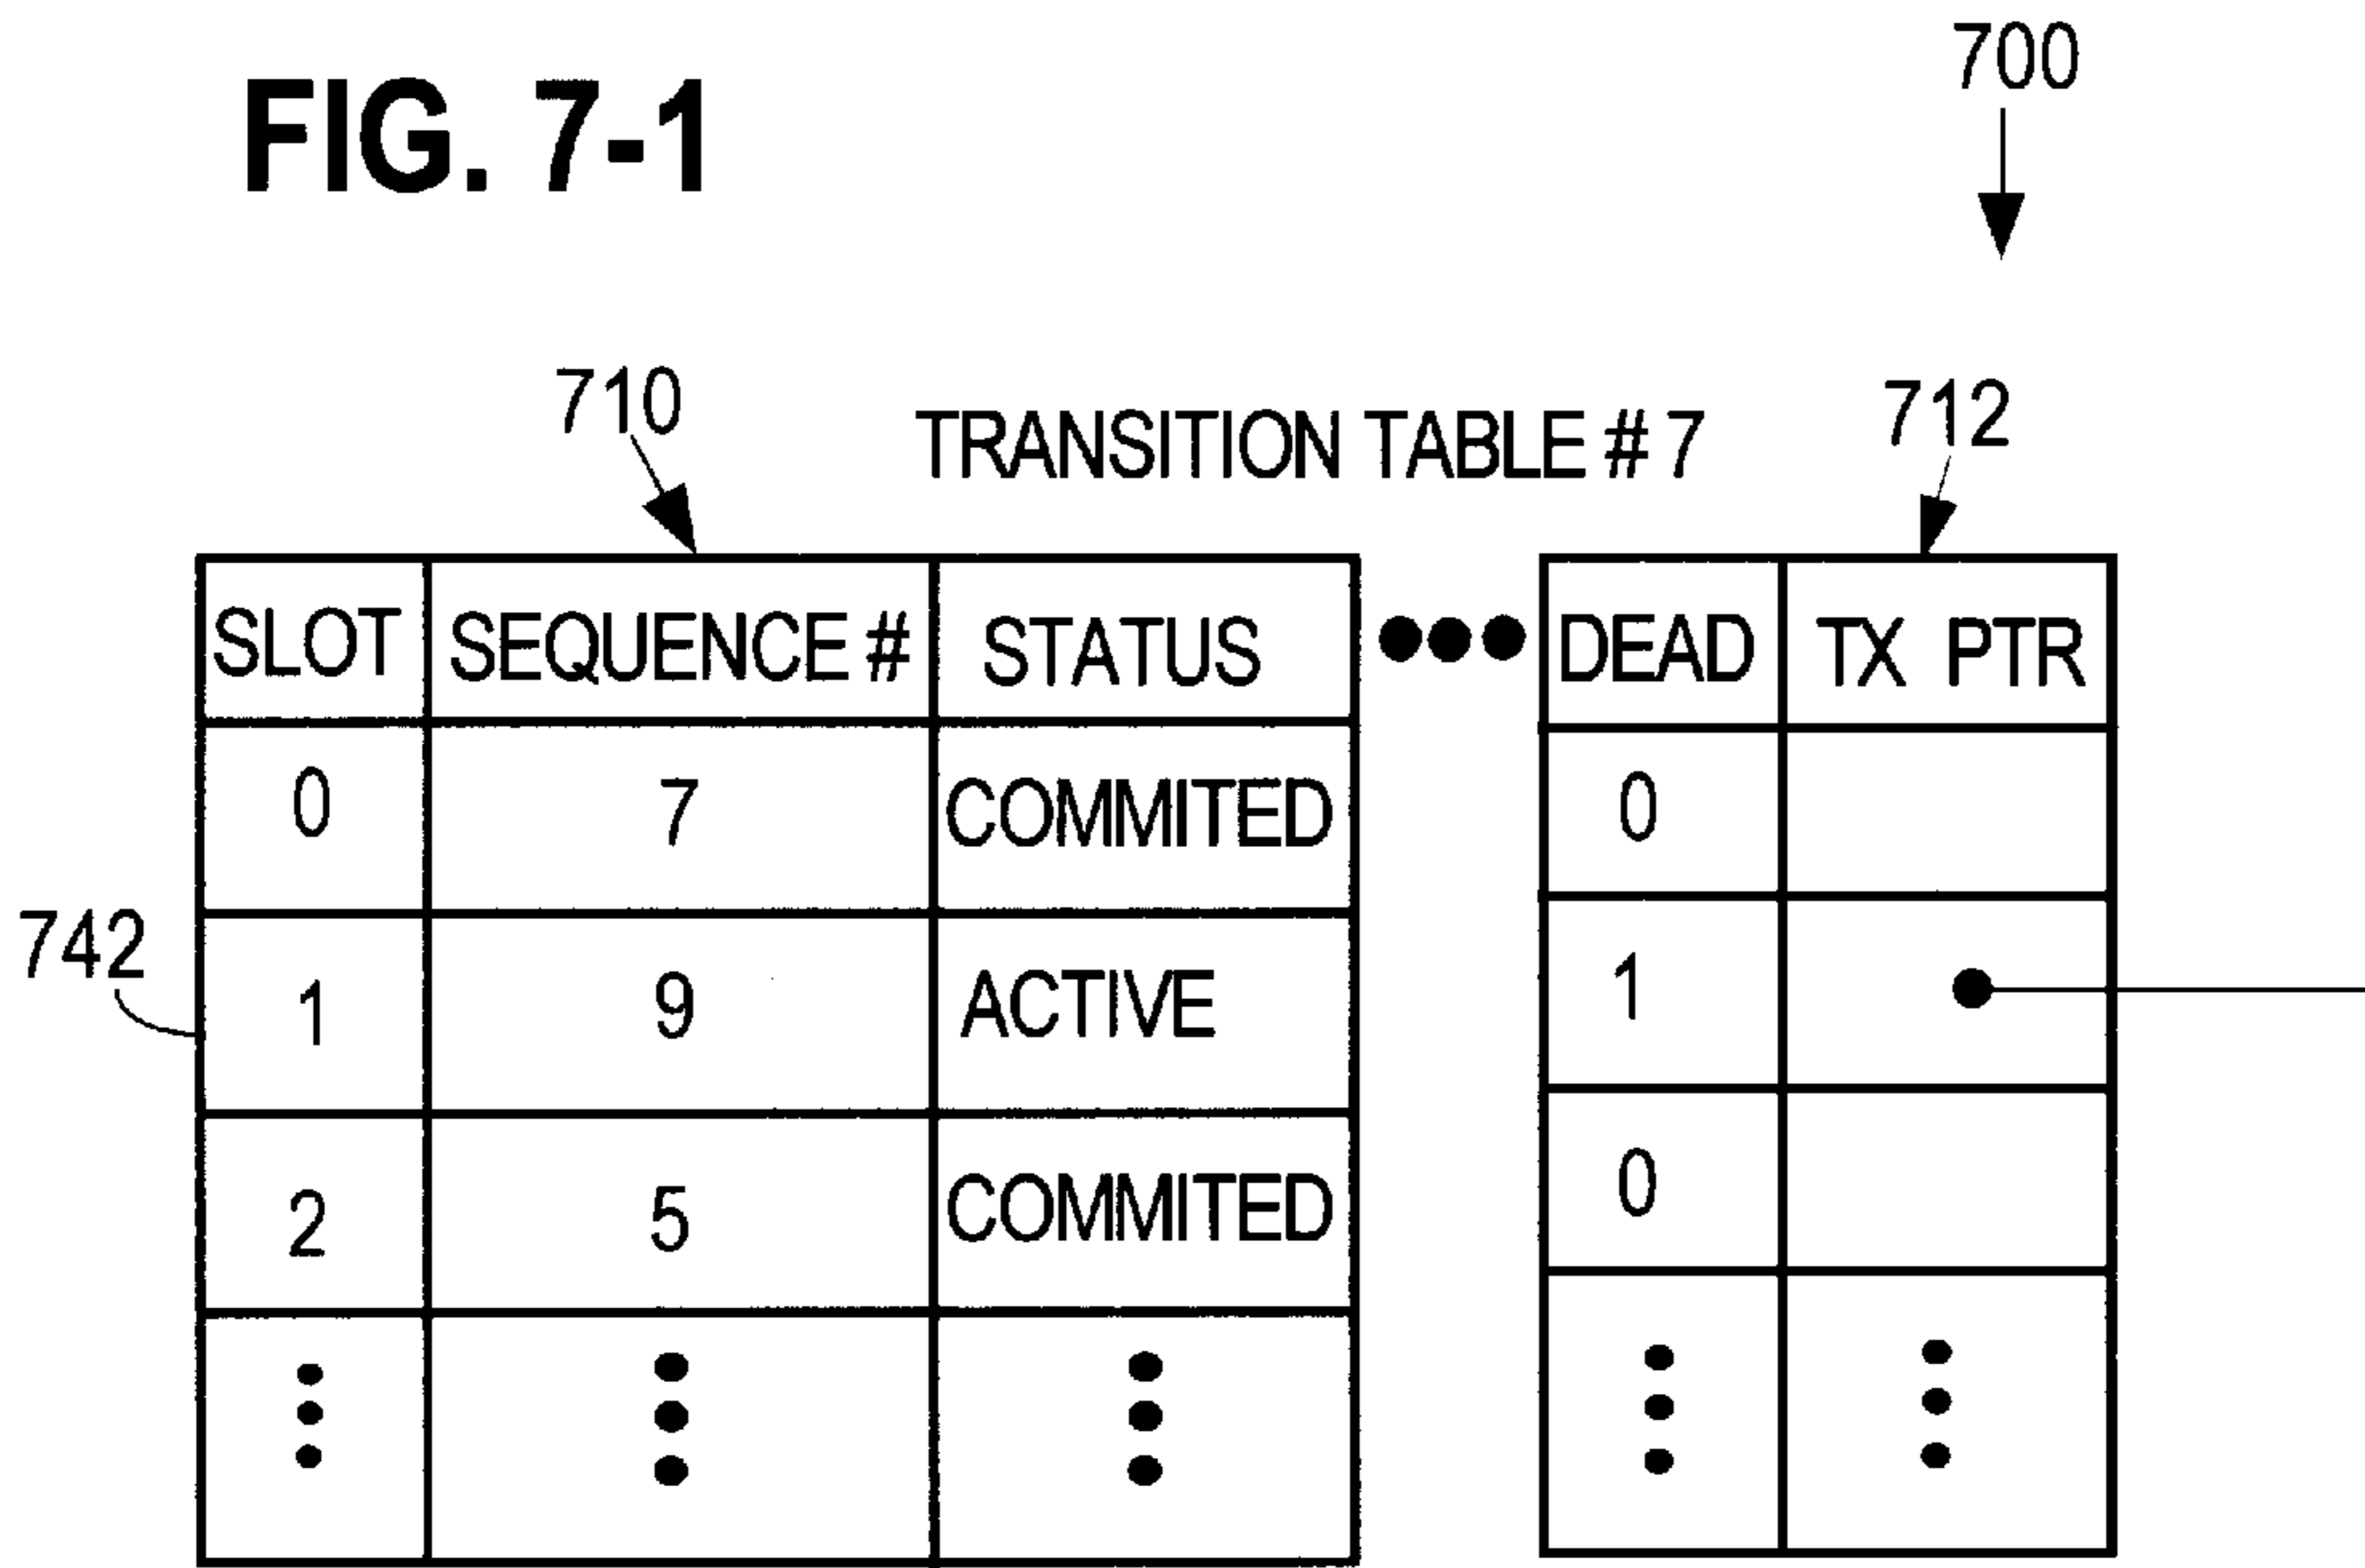 FIG. 7-1
700
710
TRANSITION TABLE # 7
712
SLOT SEQUENCE # STATUS ••• DEAD TX PTR
0 7 COMMITED 0
742
1 9 ACTIVE 1
2 5 COMMITED 0